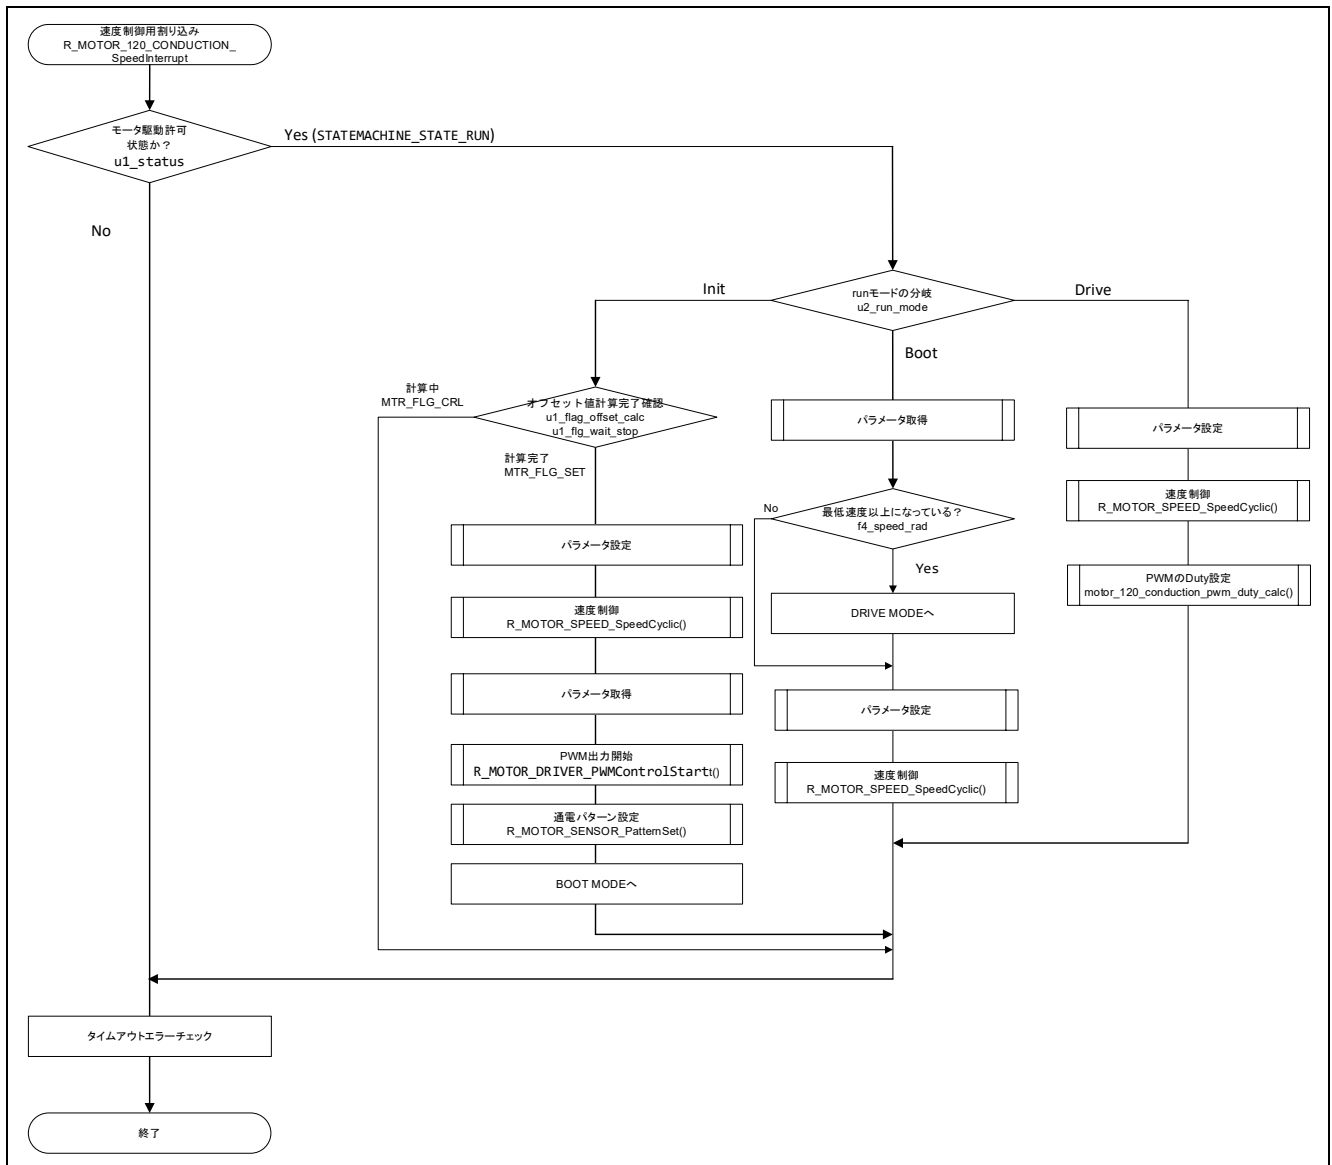 速度制御用割り込み
R_MOTOR_120_CONDUCTION_
SpeedInterrupt
モータ駆動許可
状態か？
u1_status
Yes (STATEMACHINE_STATE_RUN)
No
runモードの分岐
u2_run_mode
Init
Boot
Drive
計算中
MTR_FLG_CRL
オフセット値計算完了確認
u1_flag_offset_calc
u1_flg_wait_stop
計算完了
MTR_FLG_SET
パラメータ設定
速度制御
R_MOTOR_SPEED_SpeedCyclic()
パラメータ取得
PWM出力開始
R_MOTOR_DRIVER_PWMControlStartt()
通電パターン設定
R_MOTOR_SENSOR_PatternSet()
BOOT MODEへ
パラメータ取得
最低速度以上になっている？
f4_speed_rad
No
Yes
DRIVE MODEへ
パラメータ設定
速度制御
R_MOTOR_SPEED_SpeedCyclic()
パラメータ設定
速度制御
R_MOTOR_SPEED_SpeedCyclic()
PWMのDuty設定
motor_120_conduction_pwm_duty_calc()
タイムアウトエラーチェック
終了